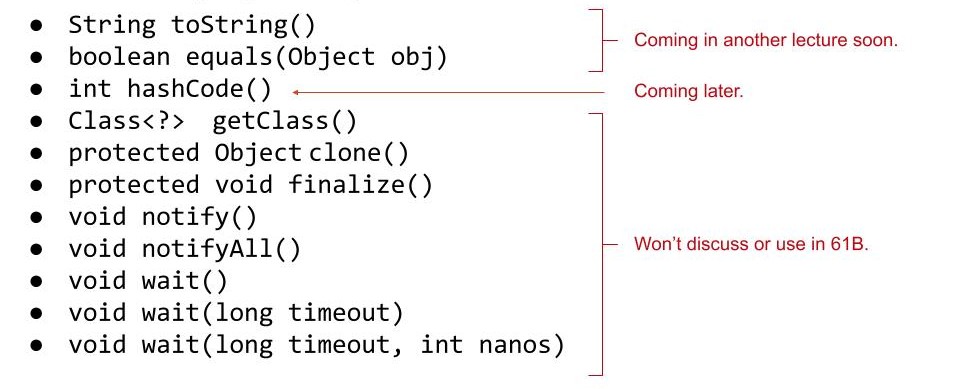 ● String toString()
● boolean equals(Object obj)
Coming in another lecture soon.
● int hashCode()
Coming later.
● Class<?> getClass()
● protected Object clone()
● protected void finalize()
● void notify()
● void notifyAll()
Won’t discuss or use in 61B.
● void wait()
● void wait(long timeout)
● void wait(long timeout, int nanos)